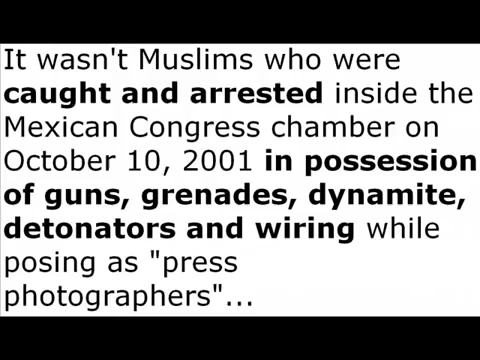 It wasn't Muslims who were
caught and arrested inside the
Mexican Congress chamber on
October 10, 2001 in possession
of guns, grenades, dynamite,
detonators and wiring while
posing as "press
photographers"...